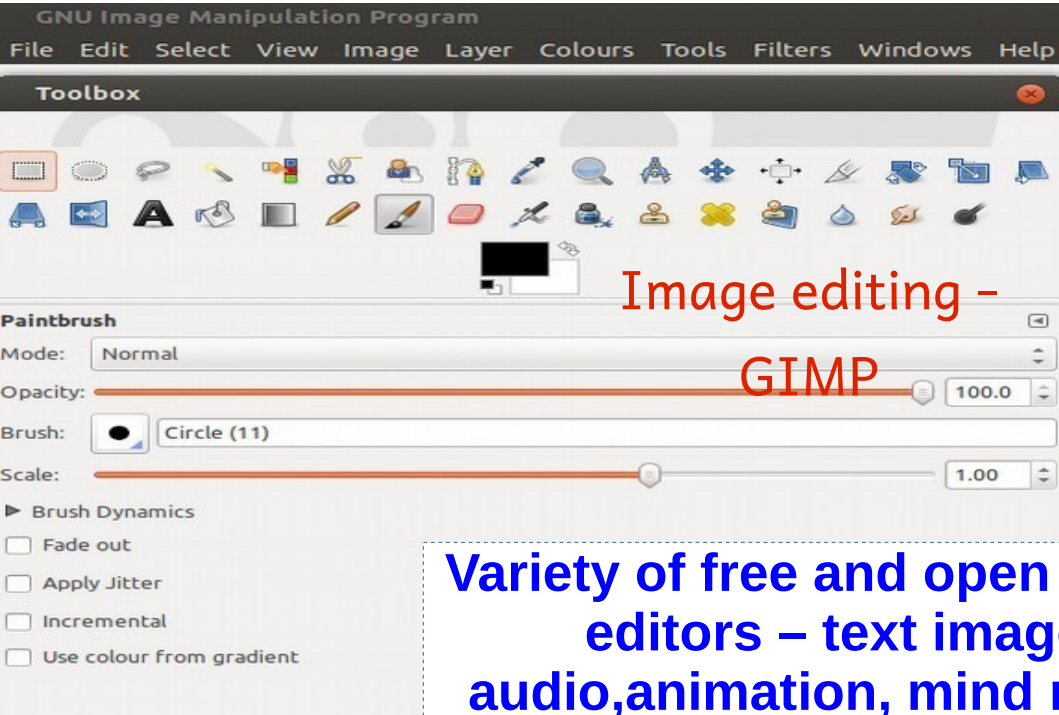 GNU Image Manipulation Program
File Edit Select View Image Layer Colours Tools Filters Windows Help
Toolbox
Image editing -
GIMP
Paintbrush
Mode: Normal
Opacity: 100.0
Brush: Circle (11)
Scale: 1.00
Brush Dynamics
Fade out
Apply Jitter
Incremental
Use colour from gradient
Variety of free and open
editors – text
audio,animation, mind